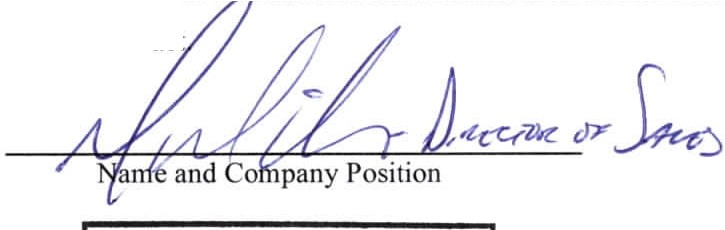 Director of Sales
Name and Company Position